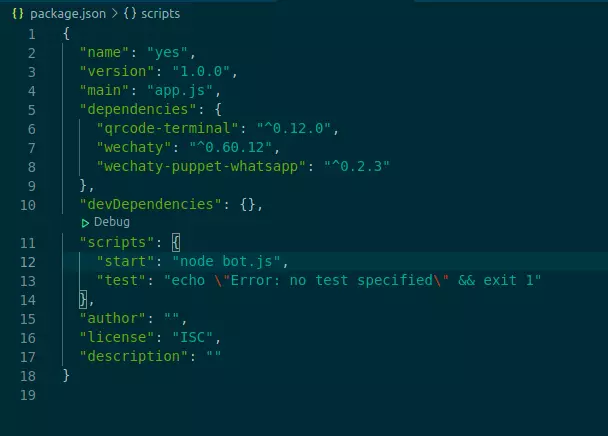 {} package.json > {} scripts
1 {
2 "name": "yes",
3 "version": "1.0.0",
4 "main": "app.js",
5 "dependencies": {
6 "qrcode-terminal": "^0.12.0",
7 "wechaty": "^0.60.12",
8 "wechaty-puppet-whatsapp": "^0.2.3"
9 },
10 "devDependencies": {},
Debug
11 "scripts": {
12 "start": "node bot.js",
13 "test": "echo \"Error: no test specified\" && exit 1"
14 },
15 "author": "",
16 "license": "ISC",
17 "description": ""
18 }
19